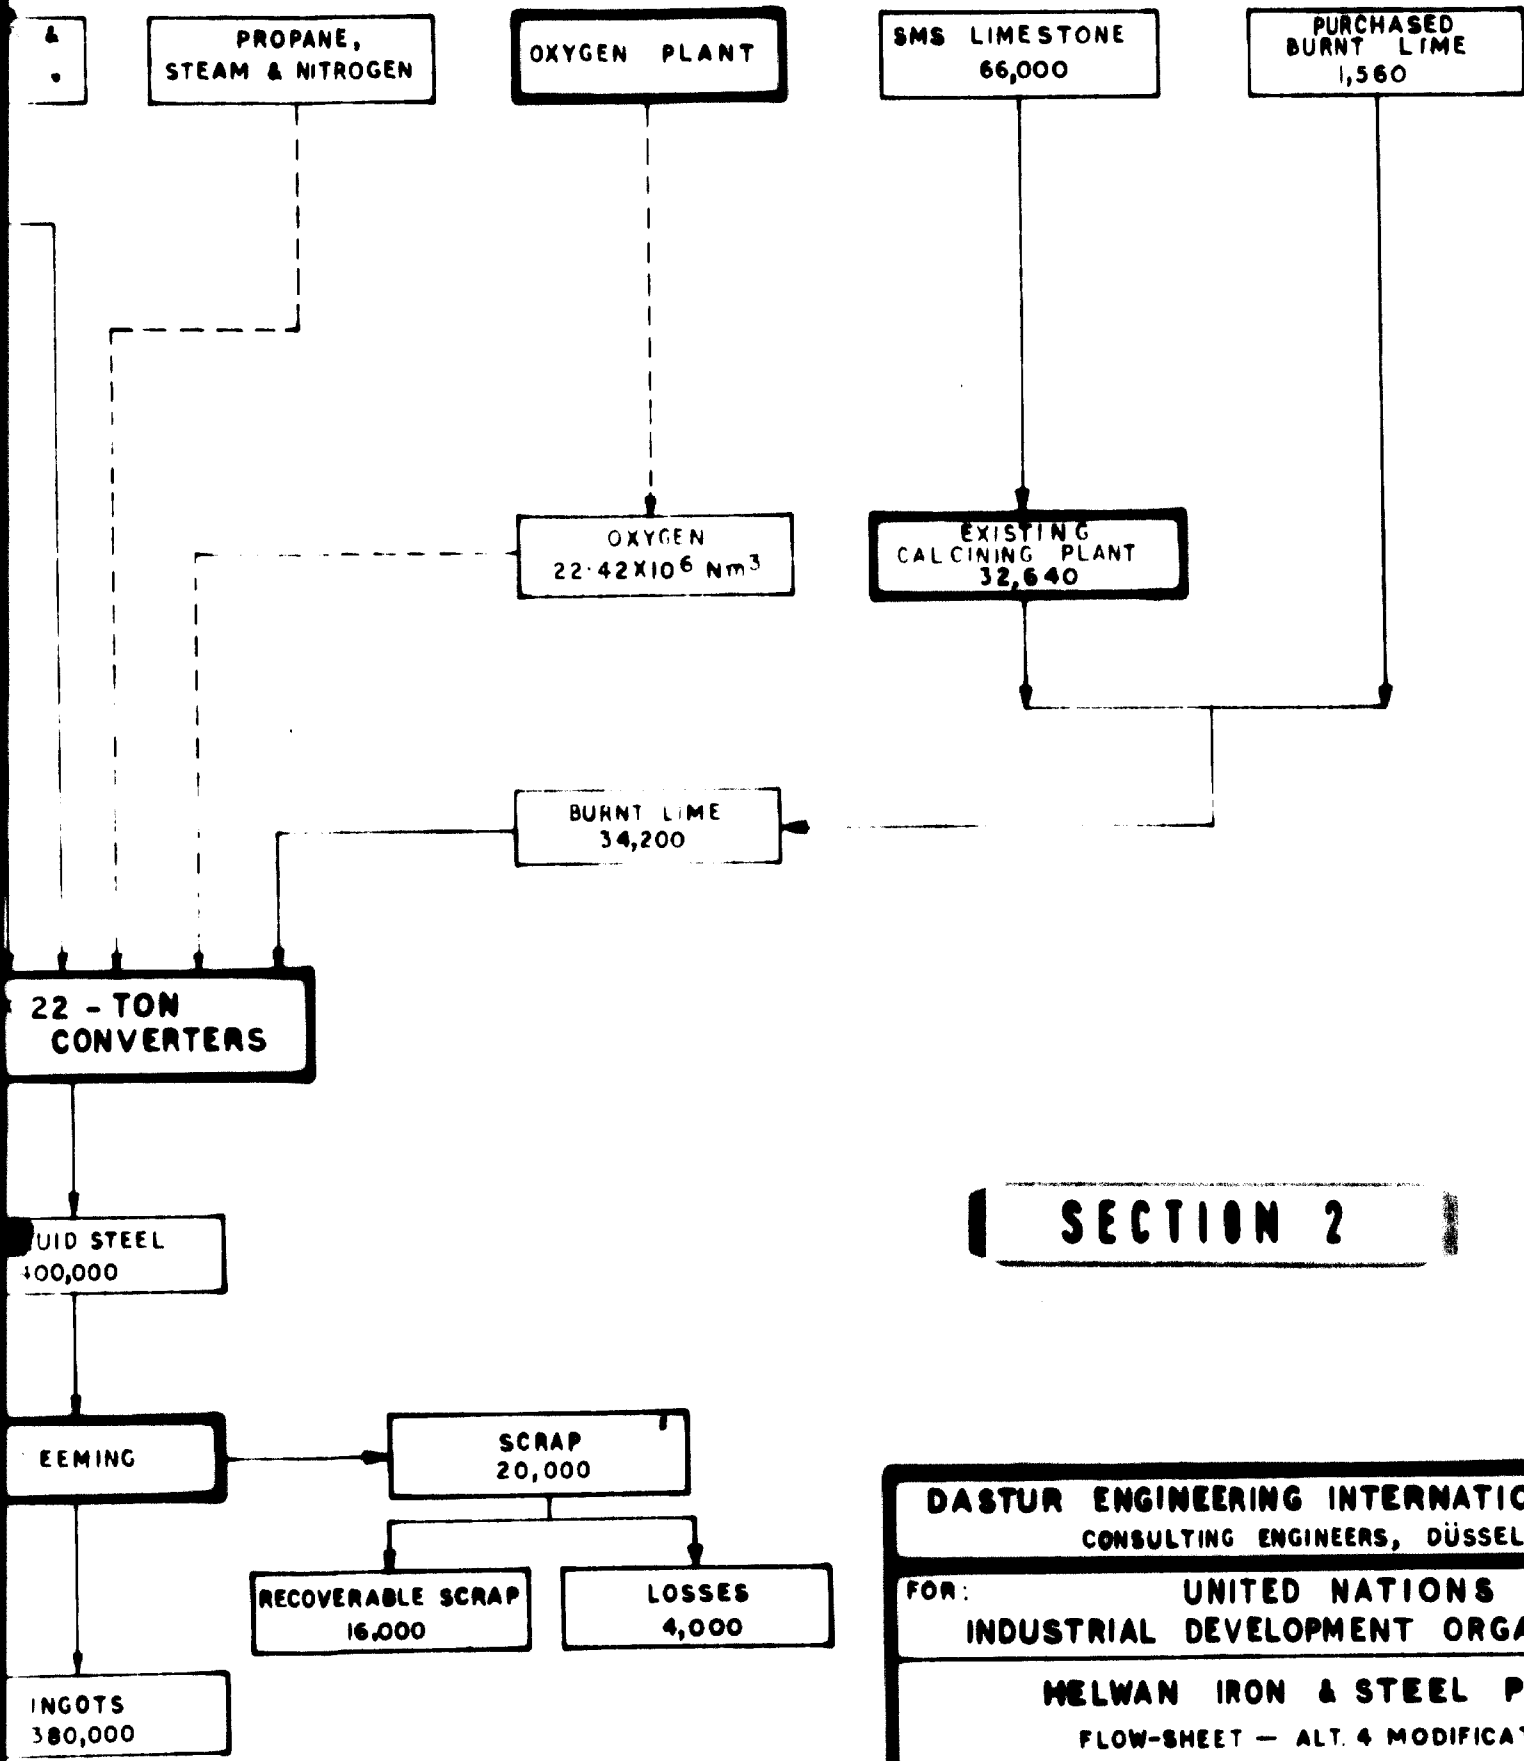 &
PROPANE,
STEAM & NITROGEN
OXYGEN PLANT
SMS LIMESTONE
66,000
PURCHASED
BURNT LIME
1,560
OXYGEN
22·42X10⁶ Nm³
EXISTING
CALCINING PLANT
32,640
BURNT LIME
34,200
22 - TON
CONVERTERS
UID STEEL
400,000
SECTION 2
EEMING
SCRAP
20,000
RECOVERABLE SCRAP
16,000
LOSSES
4,000
INGOTS
380,000
DASTUR ENGINEERING INTERNATIO
CONSULTING ENGINEERS, DÜSSEL
FOR: UNITED NATIONS
INDUSTRIAL DEVELOPMENT ORGA
HELWAN IRON & STEEL P
FLOW-SHEET — ALT. 4 MODIFICA